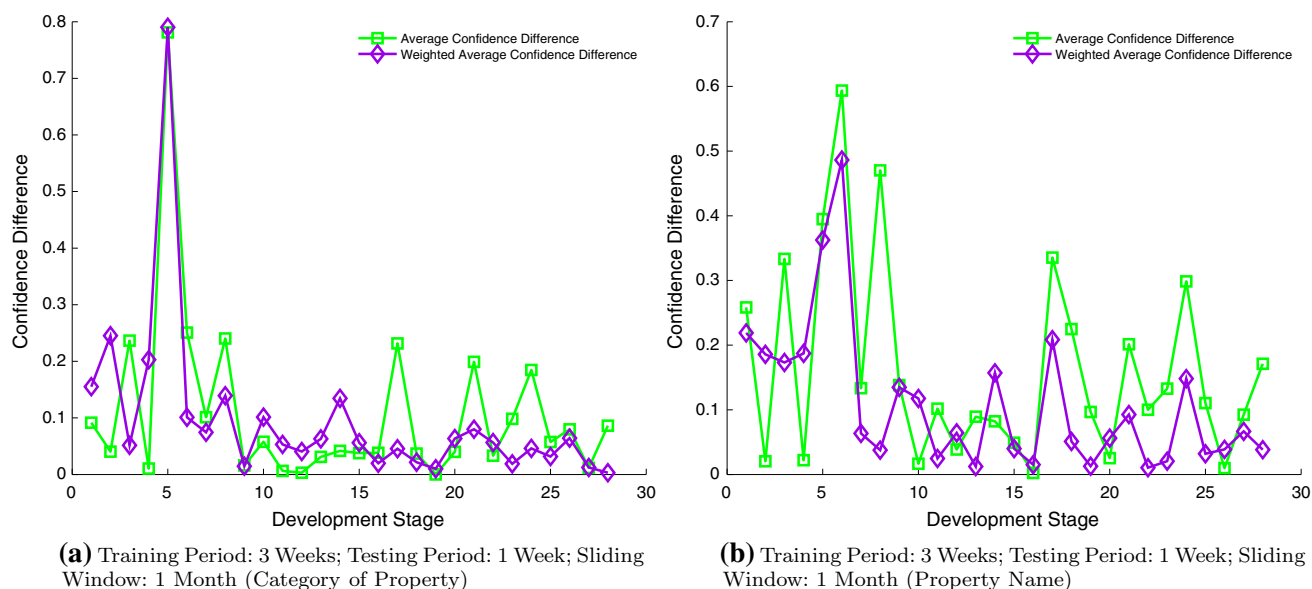 0.8
0.7
0.6
0.5
0.4
0.3
0.2
0.1
0
Confidence Difference
Average Confidence Difference
Weighted Average Confidence Difference
0 5 10 15 20 25 30
Development Stage
(a) Training Period: 3 Weeks; Testing Period: 1 Week; Sliding
Window: 1 Month (Category of Property)
0.7
0.6
0.5
0.4
0.3
0.2
0.1
0
Confidence Difference
Average Confidence Difference
Weighted Average Confidence Difference
0 5 10 15 20 25 30
Development Stage
(b) Training Period: 3 Weeks; Testing Period: 1 Week; Sliding
Window: 1 Month (Property Name)